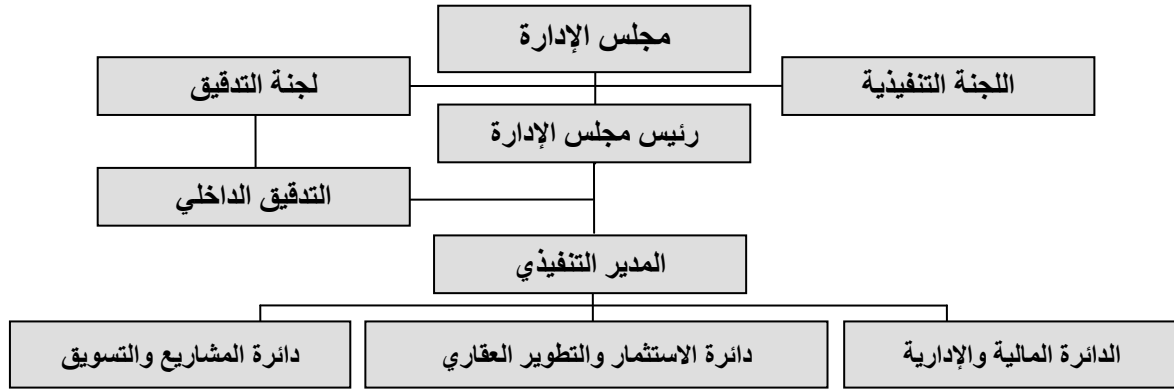 مجلس الإدارة
اللجنة التنفيذية
لجنة التدقيق
رئيس مجلس الإدارة
التدقيق الداخلي
المدير التنفيذي
الدائرة المالية والإدارية
دائرة الاستثمار والتطوير العقاري
دائرة المشاريع والتسويق